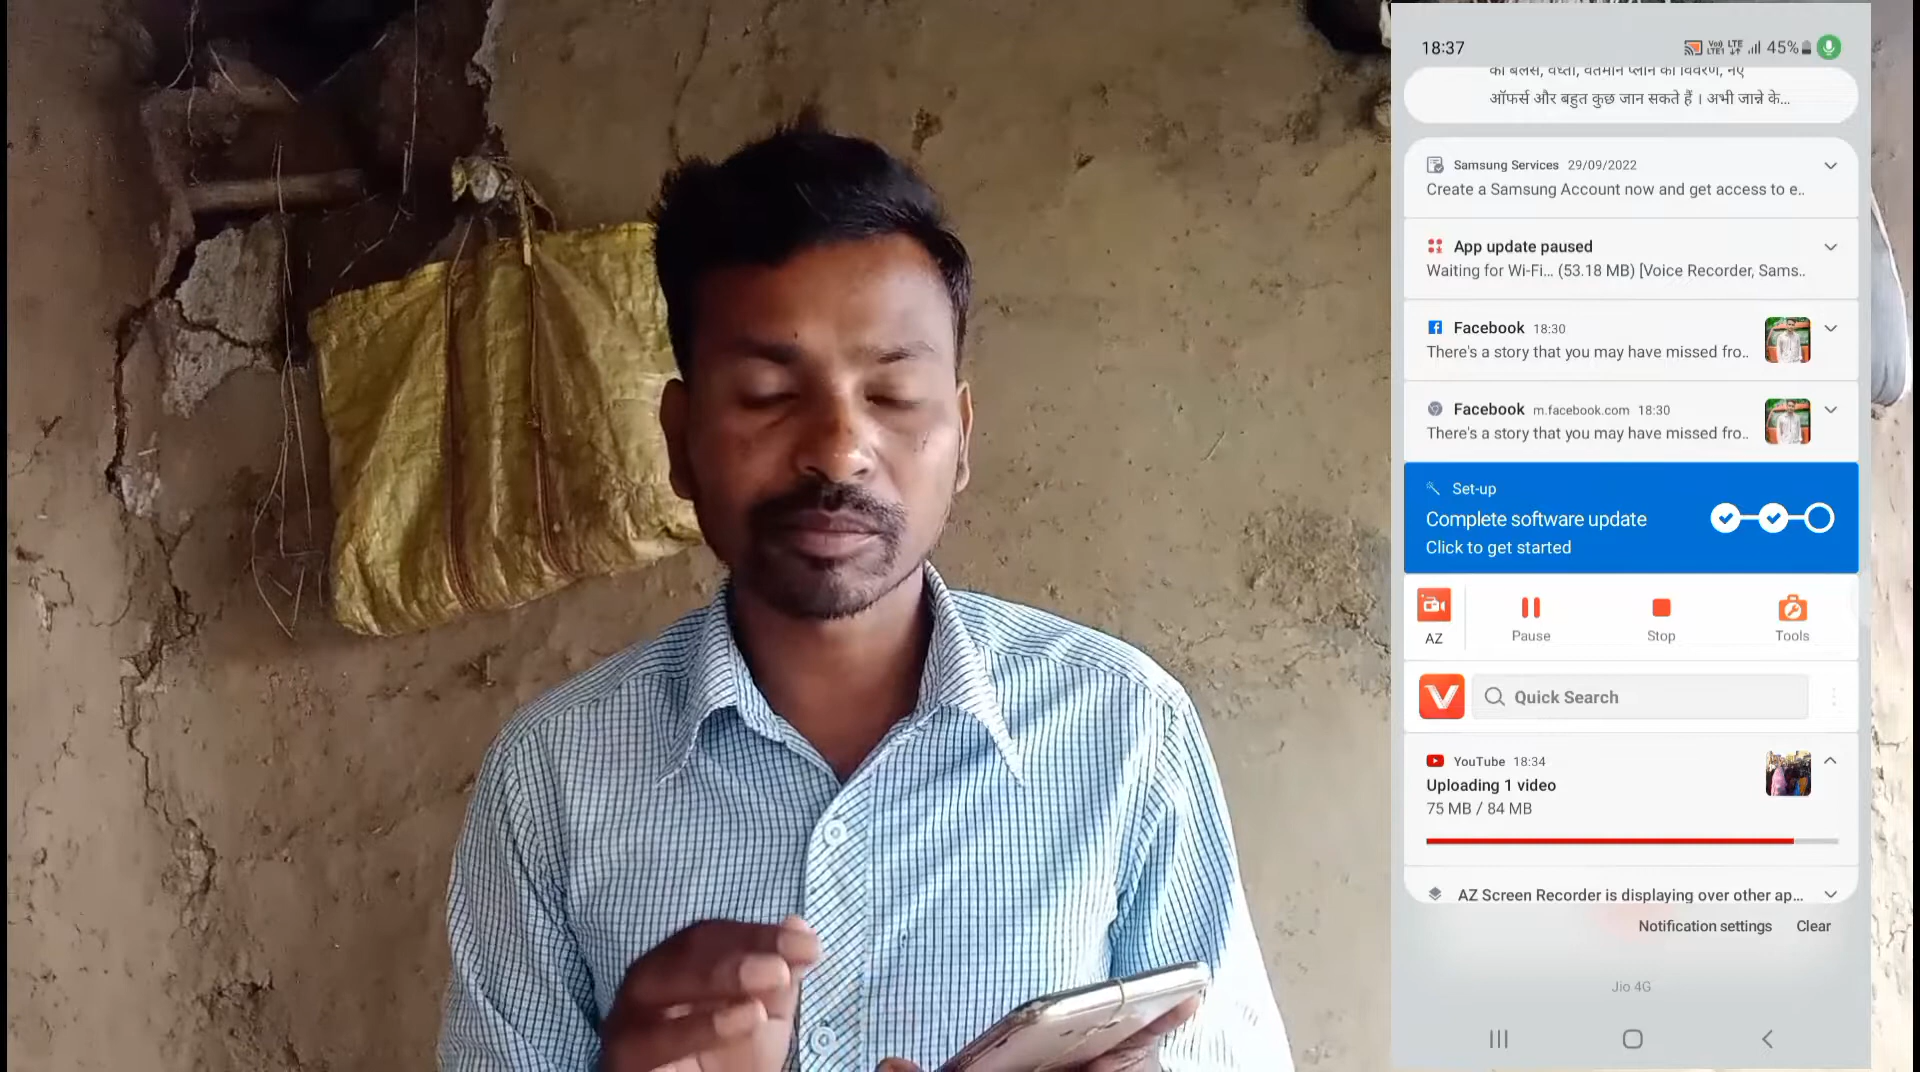 18:37
Vo) LTE
LTE1
45%
ऑफर्स और बहुत कुछ जान सकते हैं । अभी जान्ने के...
Samsung Services 29/09/2022
Create a Samsung Account now and get access to e..
App update paused
Waiting for Wi-Fi... (53.18 MB) [Voice Recorder, Sams..
Facebook 18:30
There's a story that you may have missed fro..
Facebook m.facebook.com 18:30
There's a story that you may have missed fro..
Set-up
Complete software update
Click to get started
AZ
Pause
Stop
Tools
Quick Search
YouTube 18:34
Uploading 1 video
75 MB / 84 MB
AZ Screen Recorder is displaying over other ap...
Notification settings Clear
Jio 4G